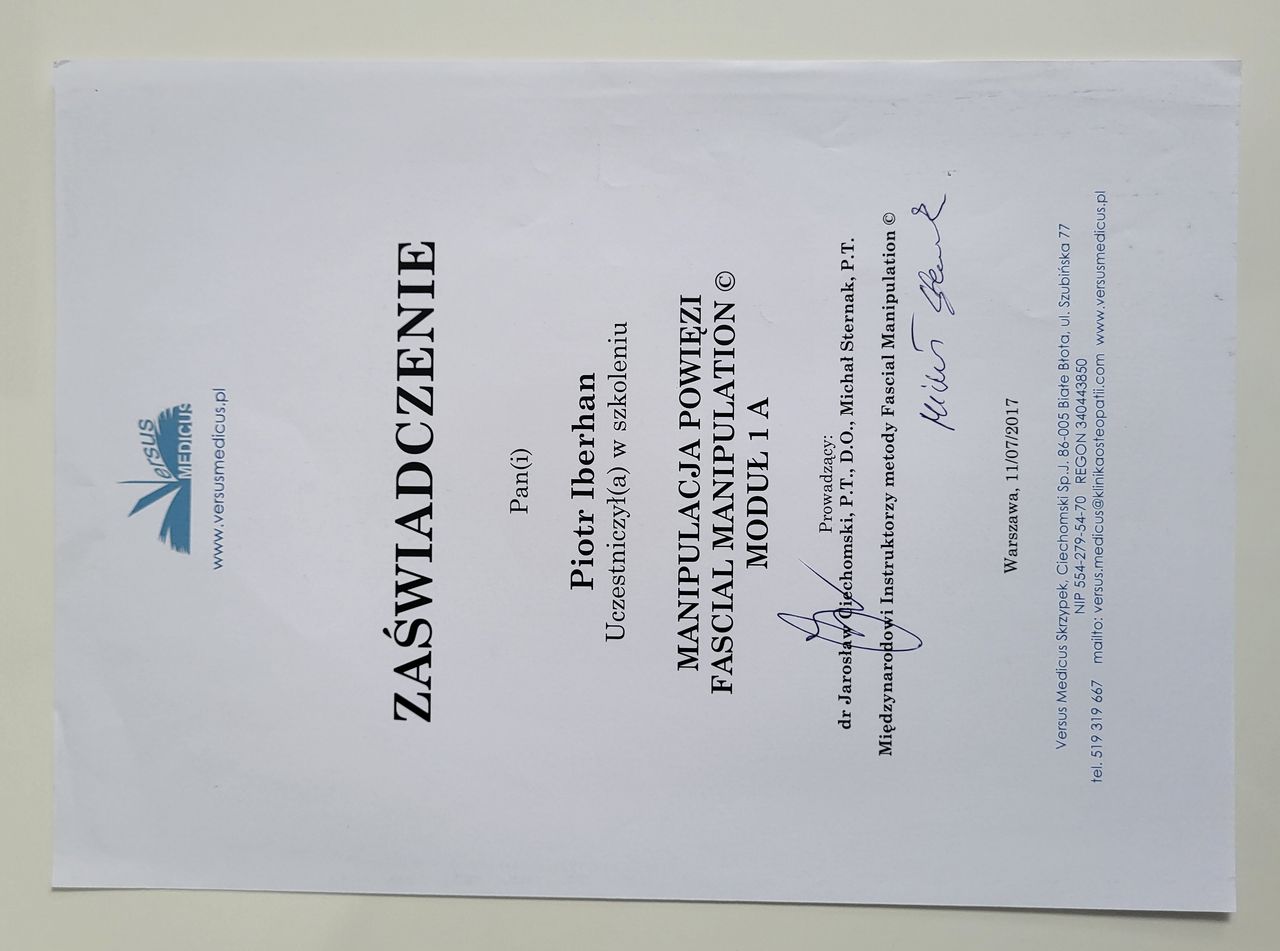 Versus
MEDICUS
www.versusmedicus.pl
ZAŚWIADCZENIE
Pan(i)
Piotr Iberhan
Uczestniczył(a) w szkoleniu
MANIPULACJA POWIĘZI
FASCIAL MANIPULATION ©
MODUŁ 1 A
Prowadzący:
dr Jarosław Ciechomski, P.T., D.O., Michał Sternak, P.T.
Międzynarodowi Instruktorzy metody Fascial Manipulation ©
Warszawa, 11/07/2017
Versus Medicus Skrzypek, Ciechomski Sp.J. 86-005 Białe Błota, ul. Szubińska 77
NIP 554-279-54-70 REGON 340443850
tel. 519 319 667 mailto: versus.medicus@klinikaosteopatii.com www.versusmedicus.pl